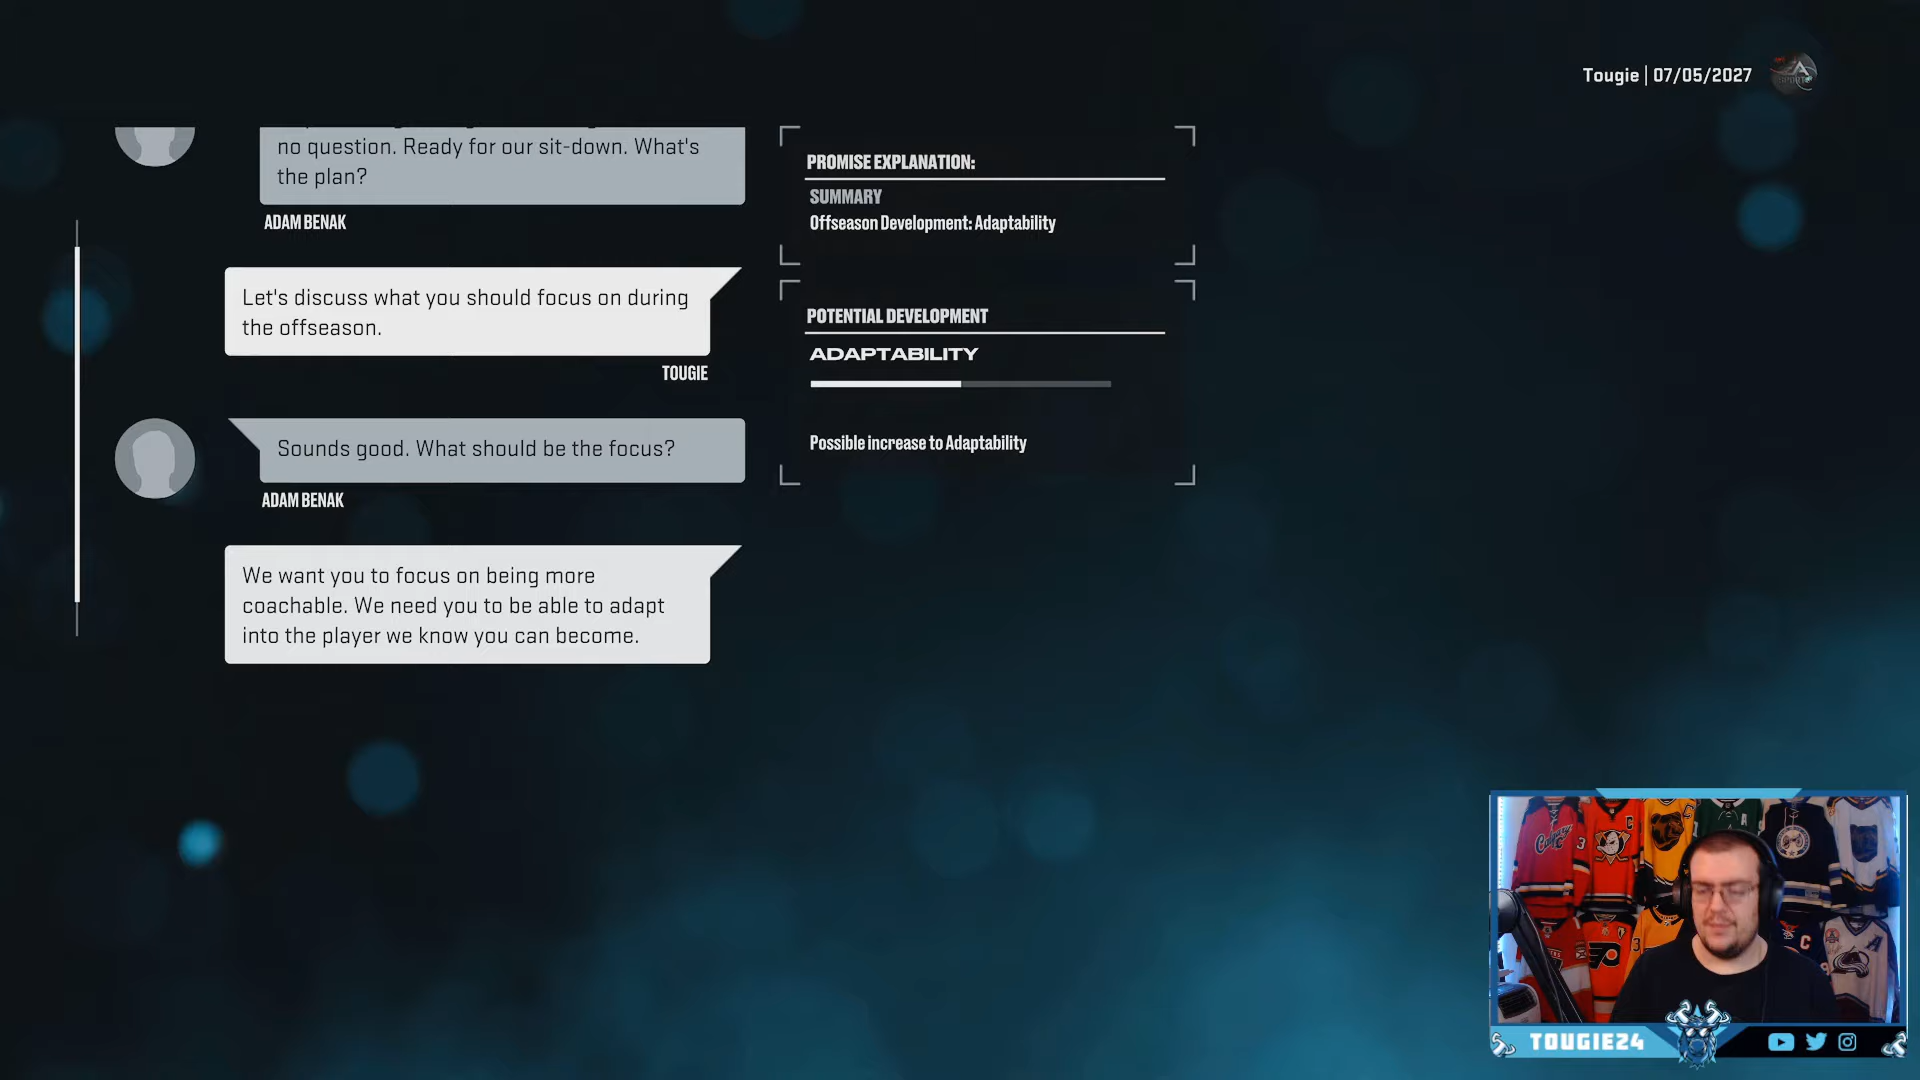 Tougie | 07/05/2027
no question. Ready for our sit-down. What's
the plan?
ADAM BENAK
Let's discuss what you should focus on during
the offseason.
TOUGIE
Sounds good. What should be the focus?
ADAM BENAK
We want you to focus on being more
coachable. We need you to be able to adapt
into the player we know you can become.
PROMISE EXPLANATION:
SUMMARY
Offseason Development: Adaptability
POTENTIAL DEVELOPMENT
ADAPTABILITY
Possible increase to Adaptability
TOUGIE24